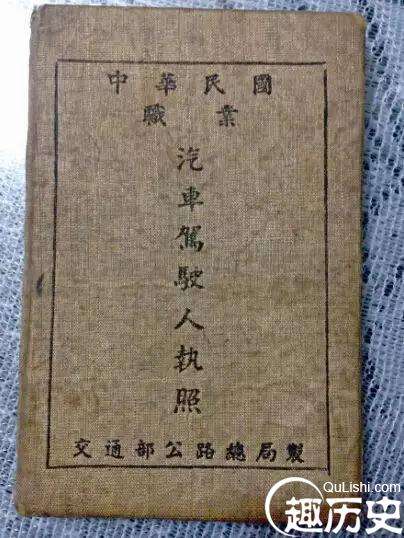 中華民國
職業
汽車駕駛人執照
交通部公路總局製
QuLishi.com
趣历史